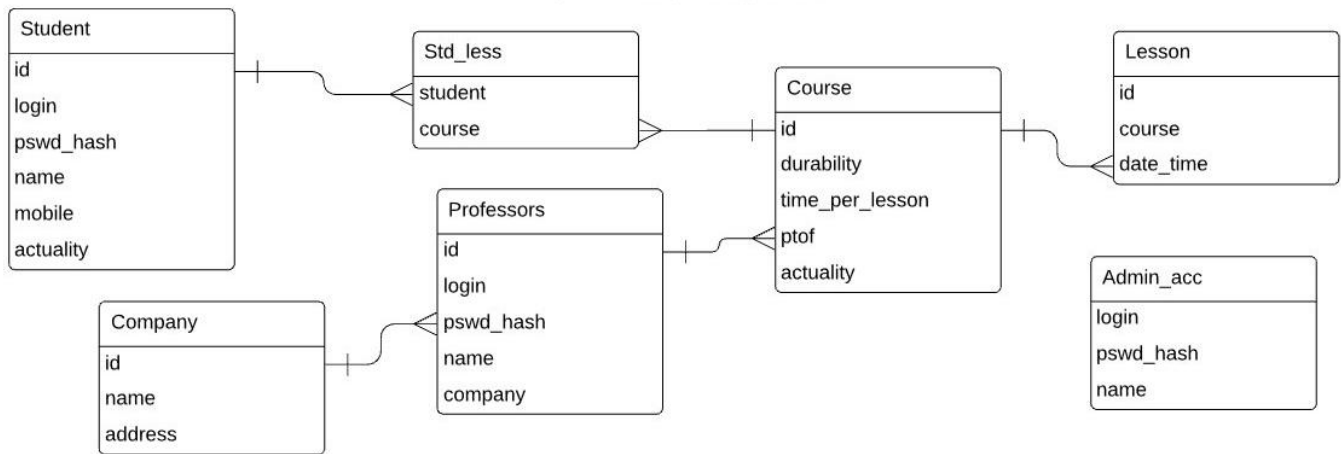 Student
id
login
pswd_hash
name
mobile
actuality
Std_less
student
course
Course
id
durability
time_per_lesson
ptof
actuality
Lesson
id
course
date_time
Professors
id
login
pswd_hash
name
company
Company
id
name
address
Admin_acc
login
pswd_hash
name